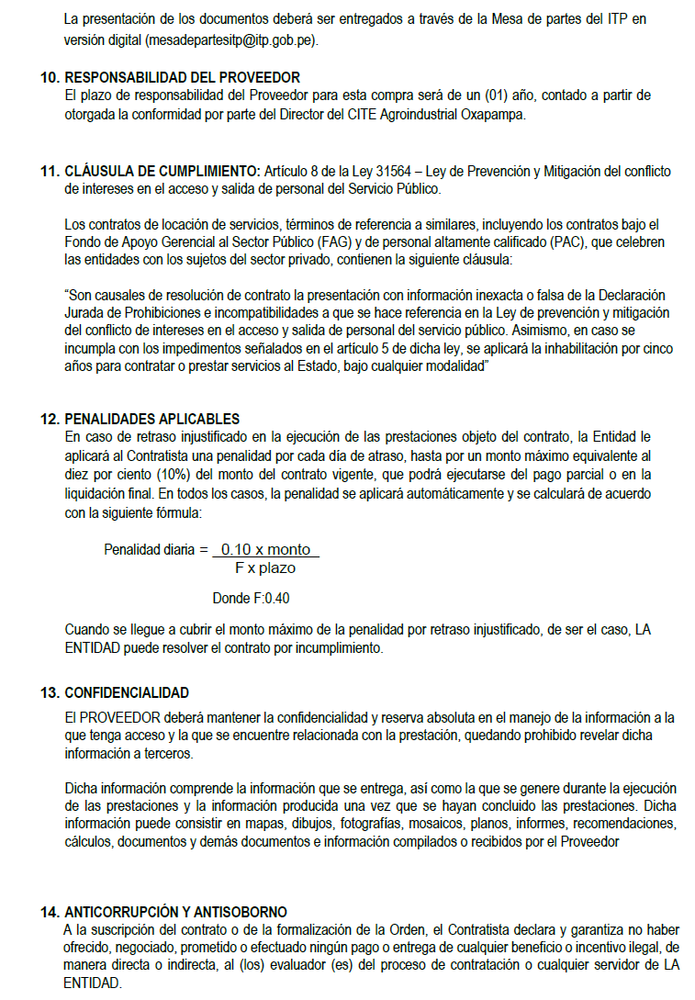 La presentación de los documentos deberá ser entregados a través de la Mesa de partes del ITP en
versión digital (mesadepartesitp@itp.gob.pe).
10. RESPONSABILIDAD DEL PROVEEDOR
El plazo de responsabilidad del Proveedor para esta compra será de un (01) año, contado a partir de
otorgada la conformidad por parte del Director del CITE Agroindustrial Oxapampa.
11. CLÁUSULA DE CUMPLIMIENTO: Artículo 8 de la Ley 31564 – Ley de Prevención y Mitigación del conflicto
de intereses en el acceso y salida de personal del Servicio Público.
Los contratos de locación de servicios, términos de referencia a similares, incluyendo los contratos bajo el
Fondo de Apoyo Gerencial al Sector Público (FAG) y de personal altamente calificado (PAC), que celebren
las entidades con los sujetos del sector privado, contienen la siguiente cláusula:
“Son causales de resolución de contrato la presentación con información inexacta o falsa de la Declaración
Jurada de Prohibiciones e incompatibilidades a que se hace referencia en la Ley de prevención y mitigación
del conflicto de intereses en el acceso y salida de personal del servicio público. Asimismo, en caso se
incumpla con los impedimentos señalados en el artículo 5 de dicha ley, se aplicará la inhabilitación por cinco
años para contratar o prestar servicios al Estado, bajo cualquier modalidad”
12. PENALIDADES APLICABLES
En caso de retraso injustificado en la ejecución de las prestaciones objeto del contrato, la Entidad le
aplicará al Contratista una penalidad por cada día de atraso, hasta por un monto máximo equivalente al
diez por ciento (10%) del monto del contrato vigente, que podrá ejecutarse del pago parcial o en la
liquidación final. En todos los casos, la penalidad se aplicará automáticamente y se calculará de acuerdo
con la siguiente fórmula:
Penalidad diaria = 0.10 x monto
F x plazo
Donde F:0.40
Cuando se llegue a cubrir el monto máximo de la penalidad por retraso injustificado, de ser el caso, LA
ENTIDAD puede resolver el contrato por incumplimiento.
13. CONFIDENCIALIDAD
El PROVEEDOR deberá mantener la confidencialidad y reserva absoluta en el manejo de la información a la
que tenga acceso y la que se encuentre relacionada con la prestación, quedando prohibido revelar dicha
información a terceros.
Dicha información comprende la información que se entrega, así como la que se genere durante la ejecución
de las prestaciones y la información producida una vez que se hayan concluido las prestaciones. Dicha
información puede consistir en mapas, dibujos, fotografías, mosaicos, planos, informes, recomendaciones,
cálculos, documentos y demás documentos e información compilados o recibidos por el Proveedor
14. ANTICORRUPCIÓN Y ANTISOBORNO
A la suscripción del contrato o de la formalización de la Orden, el Contratista declara y garantiza no haber
ofrecido, negociado, prometido o efectuado ningún pago o entrega de cualquier beneficio o incentivo ilegal, de
manera directa o indirecta, al (los) evaluador (es) del proceso de contratación o cualquier servidor de LA
ENTIDAD.